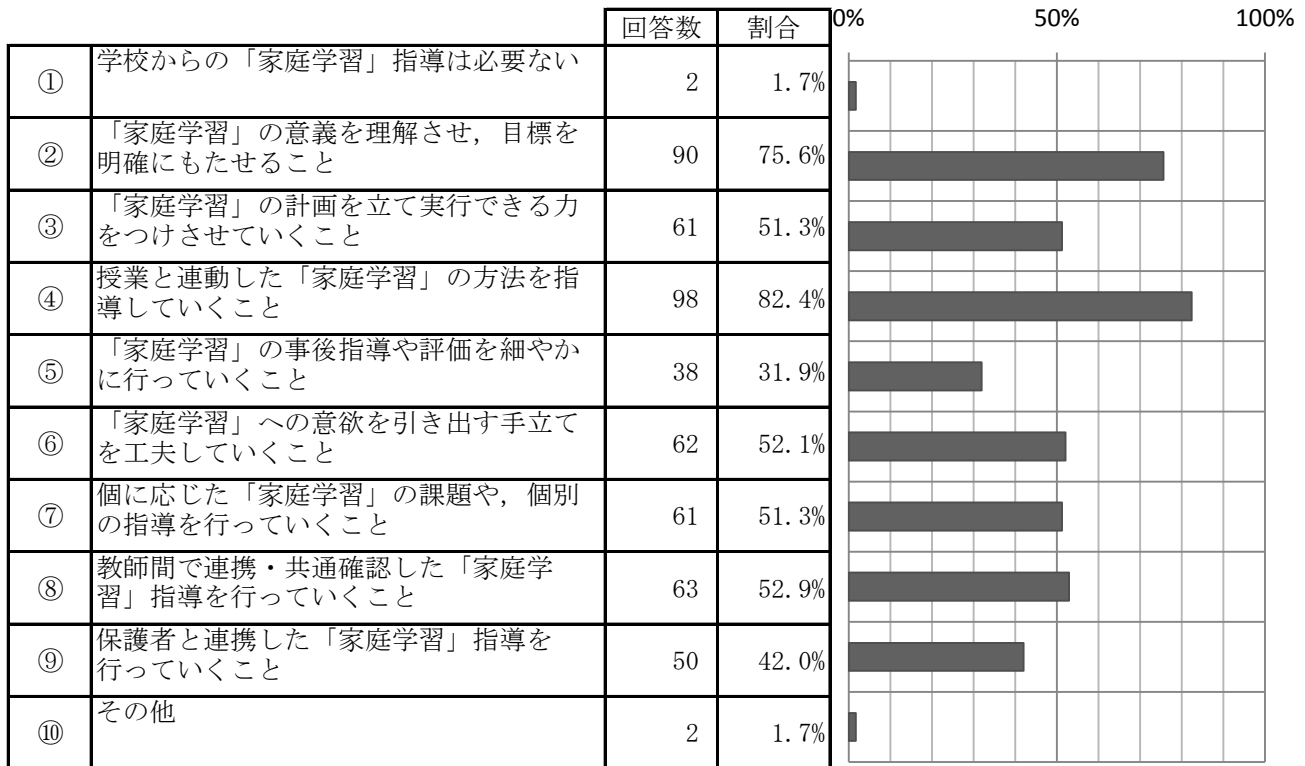 回答数 割合 0% 50% 100%
① 学校からの「家庭学習」指導は必要ない 2 1.7%
② 「家庭学習」の意義を理解させ，目標を
明確にもたせること 90 75.6%
③ 「家庭学習」の計画を立て実行できる力
をつけさせていくこと 61 51.3%
④ 授業と連動した「家庭学習」の方法を指
導していくこと 98 82.4%
⑤ 「家庭学習」の事後指導や評価を細やか
に行っていくこと 38 31.9%
⑥ 「家庭学習」への意欲を引き出す手立て
を工夫していくこと 62 52.1%
⑦ 個に応じた「家庭学習」の課題や，個別
の指導を行っていくこと 61 51.3%
⑧ 教師間で連携・共通確認した「家庭学
習」指導を行っていくこと 63 52.9%
⑨ 保護者と連携した「家庭学習」指導を
行っていくこと 50 42.0%
⑩ その他 2 1.7%